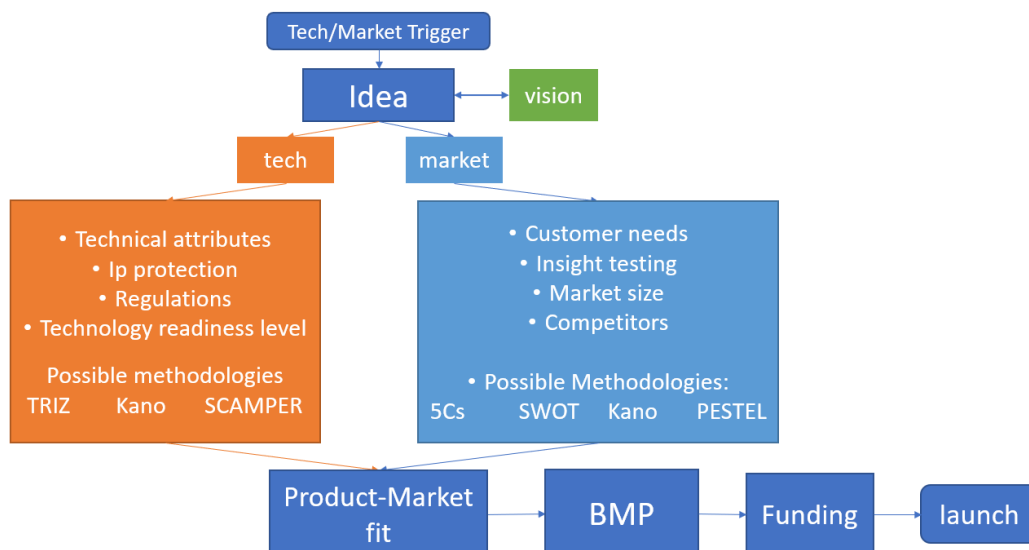 Tech/Market Trigger
Idea
vision
tech
market
• Technical attributes
• Ip protection
• Regulations
• Technology readiness level
Possible methodologies
TRIZ Kano SCAMPER
• Customer needs
• Insight testing
• Market size
• Competitors
• Possible Methodologies:
5Cs SWOT Kano PESTEL
Product-Market
fit
BMP
Funding
launch